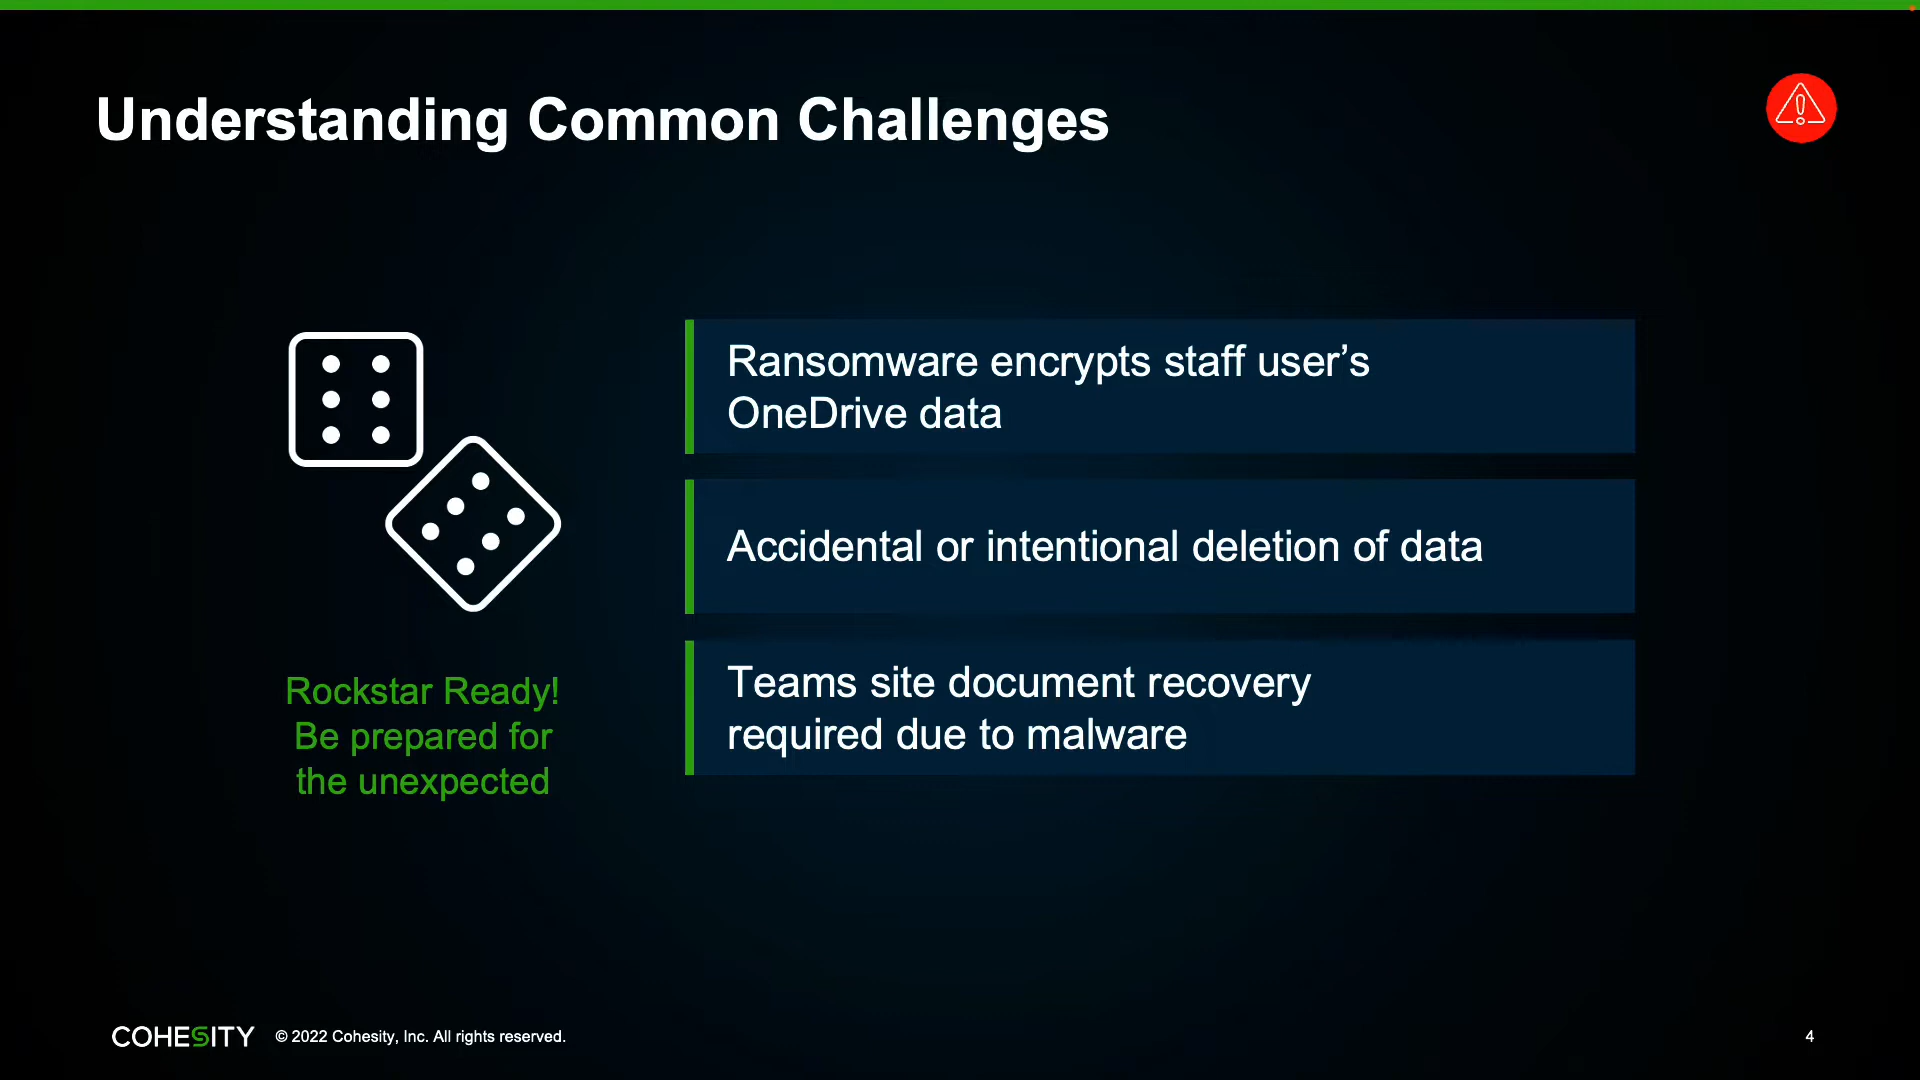 Understanding Common Challenges
Ransomware encrypts staff user’s
OneDrive data
Accidental or intentional deletion of data
Teams site document recovery
required due to malware
Rockstar Ready!
Be prepared for
the unexpected
COHESITY © 2022 Cohesity, Inc. All rights reserved.
4